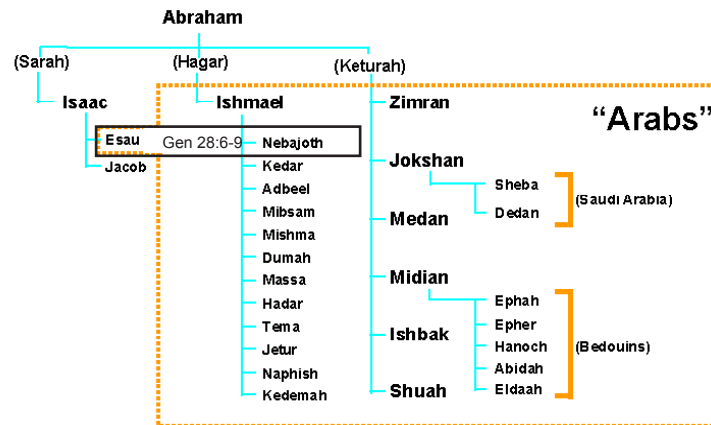 Abraham
(Sarah)
(Hagar)
(Keturah)
Isaac
Ishmael
Zimran
"Arabs"
Esau
Gen 28:6-9
Nebajoth
Jacob
Kedar
Jokshan
Adbeel
Sheba
(Saudi Arabia)
Mibsam
Medan
Dedan
Mishma
Dumah
Massa
Midian
Hadar
Ephah
Tema
Epher
Ishbak
Jetur
Hanoch
(Bedouins)
Naphish
Abidah
Kedemah
Shuah
Eldaah